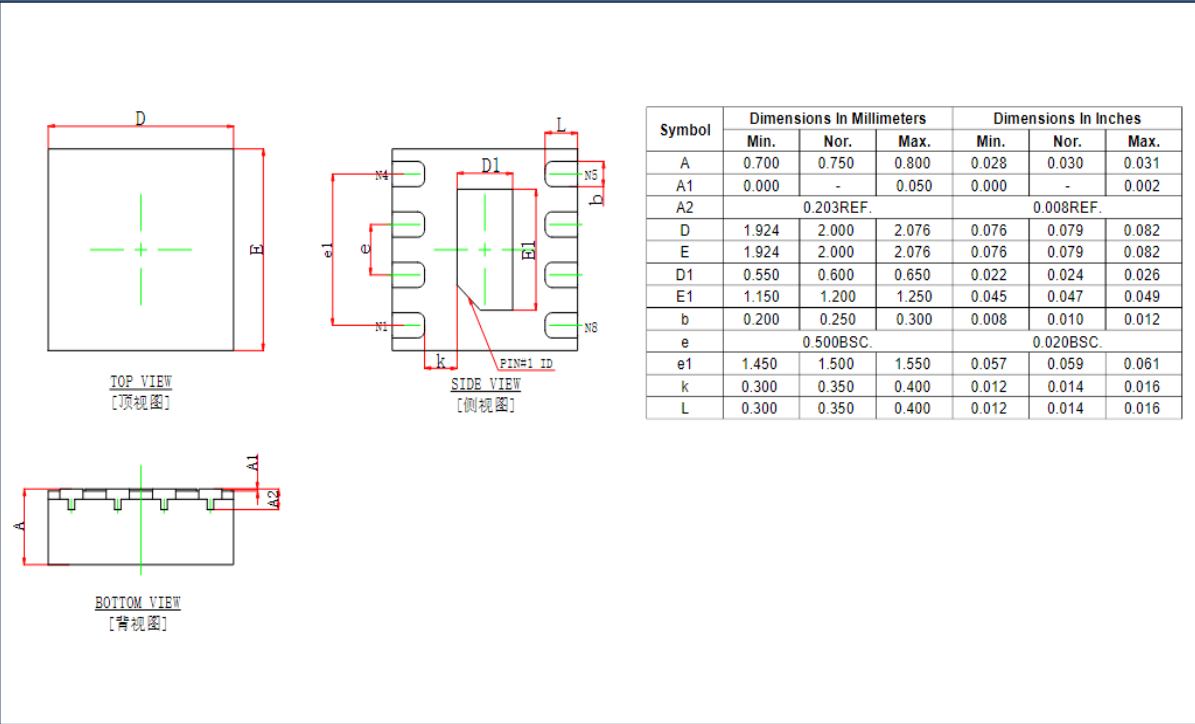 D
E
TOP VIEW
[顶视图]
L
D1
N4
N5
b
e1
e
E1
N1
N8
k
PIN#1 ID
SIDE VIEW
[侧视图]
A1
A2
A
BOTTOM VIEW
[背视图]
Symbol Dimensions In Millimeters Dimensions In Inches
Min. Nor. Max. Min. Nor. Max.
A 0.700 0.750 0.800 0.028 0.030 0.031
A1 0.000 - 0.050 0.000 - 0.002
A2 0.203REF. 0.008REF.
D 1.924 2.000 2.076 0.076 0.079 0.082
E 1.924 2.000 2.076 0.076 0.079 0.082
D1 0.550 0.600 0.650 0.022 0.024 0.026
E1 1.150 1.200 1.250 0.045 0.047 0.049
b 0.200 0.250 0.300 0.008 0.010 0.012
e 0.500BSC. 0.020BSC.
e1 1.450 1.500 1.550 0.057 0.059 0.061
k 0.300 0.350 0.400 0.012 0.014 0.016
L 0.300 0.350 0.400 0.012 0.014 0.016